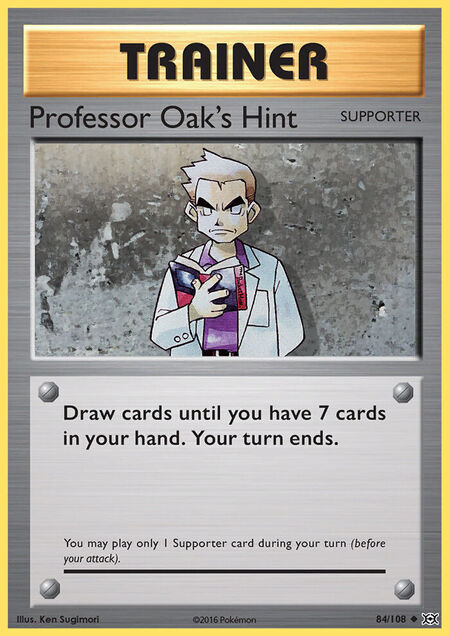 TRAINER
Professor Oak's Hint SUPPORTER
Draw cards until you have 7 cards
in your hand. Your turn ends.
You may play only 1 Supporter card during your turn (before
your attack).
Illus. Ken Sugimori ©2016 Pokémon 84/108